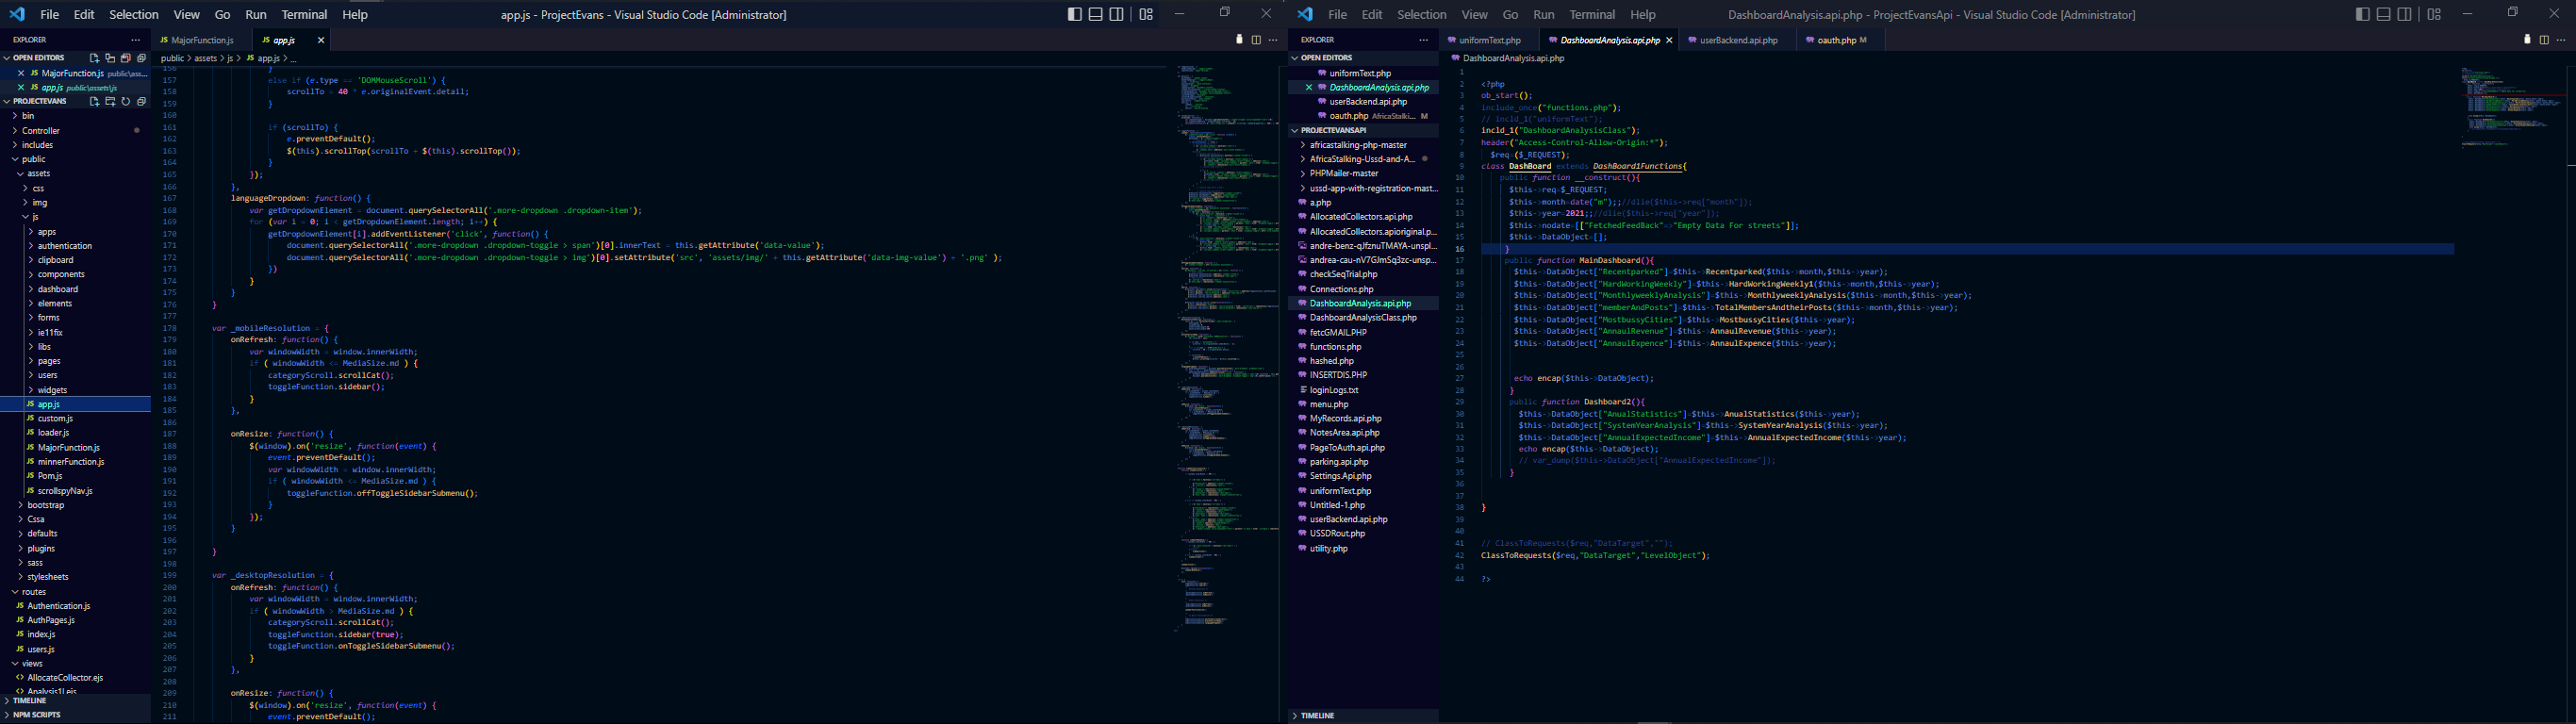 File Edit Selection View Go Run Terminal Help
app.js - ProjectEvans - Visual Studio Code [Administrator]
EXPLORER
OPEN EDITORS
JS MajorFunction.js public\ass...
JS app.js public\assets\js
PROJECTEVANS
bin
Controller
includes
public
assets
css
img
js
apps
authentication
clipboard
components
dashboard
elements
forms
ie11fix
libs
pages
users
widgets
JS app.js
JS custom.js
JS loader.js
JS MajorFunction.js
JS minnerFunction.js
JS Pom.js
JS scrollspyNav.js
bootstrap
Cssa
defaults
plugins
sass
stylesheets
routes
JS Authentication.js
JS AuthPages.js
JS index.js
JS users.js
views
<> AllocateCollector.ejs
<> Analysis1l.ejs
TIMELINE
NPM SCRIPTS
JS MajorFunction.js
JS app.js
public > assets > js > JS app.js > ...
156 }
157 else if (e.type == 'DOMMouseScroll') {
158 scrollTo = 40 * e.originalEvent.detail;
159 }
160
161 if (scrollTo) {
162 e.preventDefault();
163 $(this).scrollTop(scrollTo + $(this).scrollTop());
164 }
165 });
166 },
167 languageDropdown: function() {
168 var getDropdownElement = document.querySelectorAll('.more-dropdown .dropdown-item');
169 for (var i = 0; i < getDropdownElement.length; i++) {
170 getDropdownElement[i].addEventListener('click', function() {
171 document.querySelectorAll('.more-dropdown .dropdown-toggle > span')[0].innerText = this.getAttribute('data-value');
172 document.querySelectorAll('.more-dropdown .dropdown-toggle > img')[0].setAttribute('src', 'assets/img/' + this.getAttribute('data-img-value') + '.png' );
173 })
174 }
175 }
176 }
177
178 var _mobileResolution = {
179 onRefresh: function() {
180 var windowWidth = window.innerWidth;
181 if ( windowWidth <= MediaSize.md ) {
182 categoryScroll.scrollCat();
183 toggleFunction.sidebar();
184 }
185 },
186
187 onResize: function() {
188 $(window).on('resize', function(event) {
189 event.preventDefault();
190 var windowWidth = window.innerWidth;
191 if ( windowWidth <= MediaSize.md ) {
192 toggleFunction.offToggleSidebarSubmenu();
193 }
194 });
195 }
196
197 }
198
199 var _desktopResolution = {
200 onRefresh: function() {
201 var windowWidth = window.innerWidth;
202 if ( windowWidth > MediaSize.md ) {
203 categoryScroll.scrollCat();
204 toggleFunction.sidebar(true);
205 toggleFunction.onToggleSidebarSubmenu();
206 }
207 },
208
209 onResize: function() {
210 $(window).on('resize', function(event) {
211 event.preventDefault();
File Edit Selection View Go Run Terminal Help
DashboardAnalysis.api.php - ProjectEvansApi - Visual Studio Code [Administrator]
EXPLORER
OPEN EDITORS
uniformText.php
DashboardAnalysis.api.php
userBackend.api.php
oauth.php AfricaStalki... M
PROJECTEVANSAPI
africastalking-php-master
AfricaStalking-Ussd-and-A...
PHPMailer-master
ussd-app-with-registration-mast...
a.php
AllocatedCollectors.api.php
AllocatedCollectors.apioriginal.p...
andre-benz-qJfznuTMAYA-unspl...
andrea-cau-nV7GJmSq3zc-unsp...
checkSeqTrial.php
Connections.php
DashboardAnalysis.api.php
DashboardAnalysisClass.php
fetcGMAIL.PHP
functions.php
hashed.php
INSERTDIS.PHP
loginLogs.txt
menu.php
MyRecords.api.php
NotesArea.api.php
PageToAuth.api.php
parking.api.php
Settings.Api.php
uniformText.php
Untitled-1.php
userBackend.api.php
USSDRout.php
utility.php
TIMELINE
uniformText.php
DashboardAnalysis.api.php
userBackend.api.php
oauth.php M
DashboardAnalysis.api.php
1
2 <?php
3 ob_start();
4 include_once("functions.php");
5 // incld_1("uniformText");
6 incld_1("DashboardAnalysisClass");
7 header("Access-Control-Allow-Origin:*");
8 $req=($_REQUEST);
9 class DashBoard extends DashBoard1Functions{
10 public function __construct(){
11 $this->req=$_REQUEST;
12 $this->month=date("m");;//dlie($this->req["month"]);
13 $this->year=2021;;//dlie($this->req["year"]);
14 $this->nodate=[["FetchedFeedBack"=>"Empty Data For streets"]];
15 $this->DataObject=[];
16 }
17 public function MainDashboard(){
18 $this->DataObject["Recentparked"]=$this->Recentparked($this->month,$this->year);
19 $this->DataObject["HardWorkingWeekly"]=$this->HardWorkingWeekly1($this->month,$this->year);
20 $this->DataObject["MonthlyweeklyAnalysis"]=$this->MonthlyweeklyAnalysis($this->month,$this->year);
21 $this->DataObject["memberAndPosts"]=$this->TotalMembersAndtheirPosts($this->month,$this->year);
22 $this->DataObject["MostbussyCities"]=$this->MostbussyCities($this->year);
23 $this->DataObject["AnnaulRevenue"]=$this->AnnaulRevenue($this->year);
24 $this->DataObject["AnnaulExpence"]=$this->AnnaulExpence($this->year);
25
26
27 echo encap($this->DataObject);
28 }
29 public function Dashboard2(){
30 $this->DataObject["AnualStatistics"]=$this->AnualStatistics($this->year);
31 $this->DataObject["SystemYearAnalysis"]=$this->SystemYearAnalysis($this->year);
32 $this->DataObject["AnnualExpectedIncome"]=$this->AnnualExpectedIncome($this->year);
33 echo encap($this->DataObject);
34 // var_dump($this->DataObject["AnnualExpectedIncome"]);
35 }
36
37
38 }
39
40
41 // ClassToRequests($req,"DataTarget","");
42 ClassToRequests($req,"DataTarget","LevelObject");
43
44 ?>